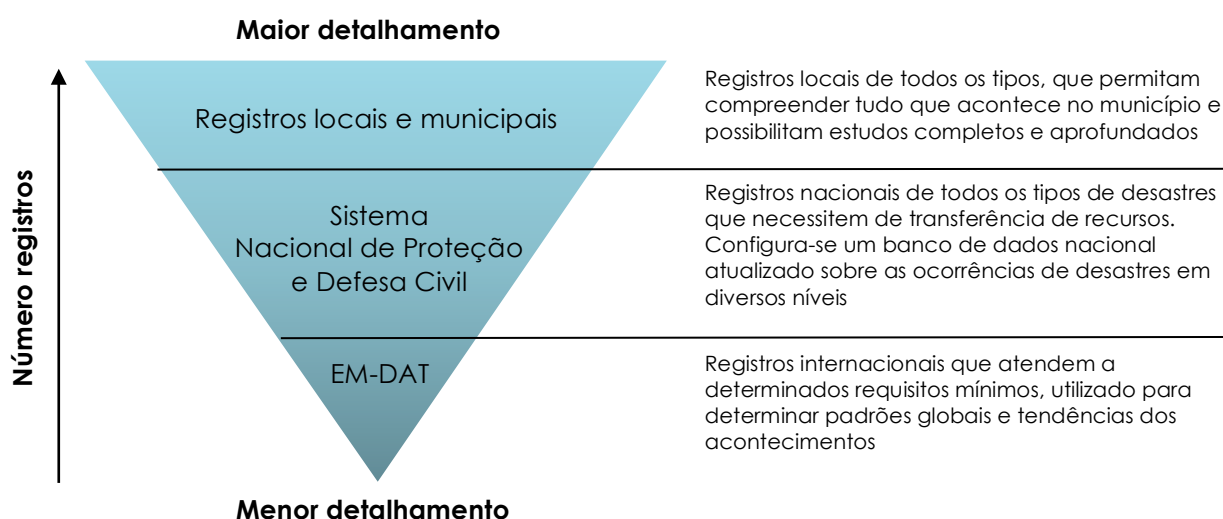 Maior detalhamento
Número registros
Registros locais e municipais
Registros locais de todos os tipos, que permitam
compreender tudo que acontece no município e
possibilitam estudos completos e aprofundados
Sistema
Nacional de Proteção
e Defesa Civil
Registros nacionais de todos os tipos de desastres
que necessitem de transferência de recursos.
Configura-se um banco de dados nacional
atualizado sobre as ocorrências de desastres em
diversos níveis
EM-DAT
Registros internacionais que atendem a
determinados requisitos mínimos, utilizado para
determinar padrões globais e tendências dos
acontecimentos
Menor detalhamento